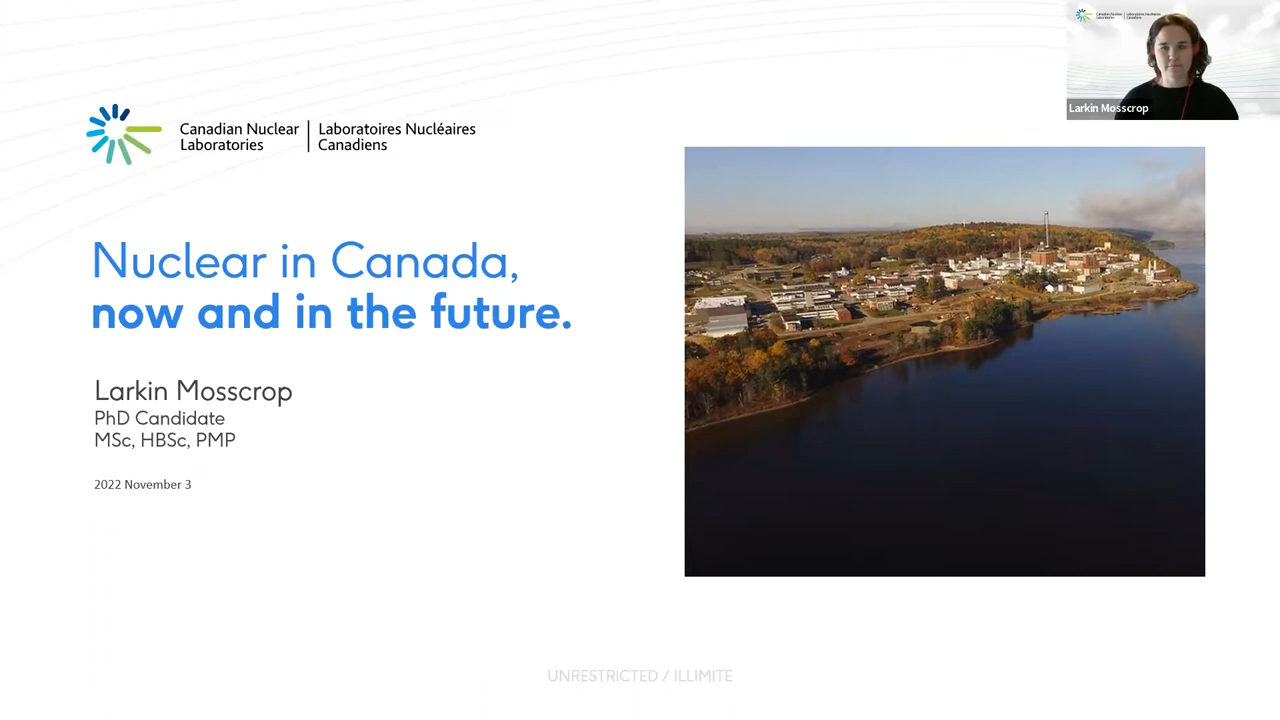 Canadian Nuclear Laboratoires Nucléaires
Laboratories Canadiens
Nuclear in Canada,
now and in the future.
Larkin Mosscrop
PhD Candidate
MSc, HBSc, PMP
2022 November 3
Larkin Mosscrop
UNRESTRICTED / ILLIMITE